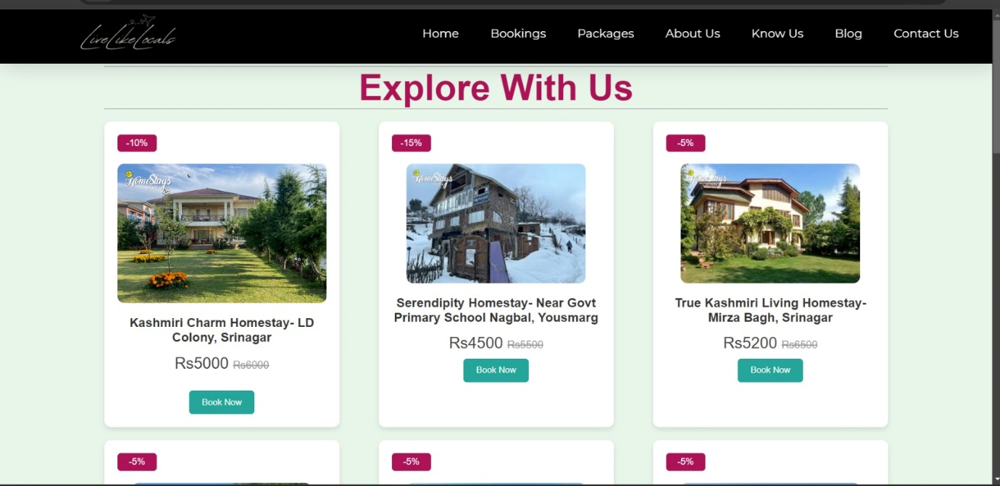 LiveLikeLocals
Home Bookings Packages About Us Know Us Blog Contact Us
Explore With Us
-10%
HomeStays
Kashmiri Charm Homestay- LD
Colony, Srinagar
Rs5000 Rs6000
Book Now
-15%
HomeStays
Serendipity Homestay- Near Govt
Primary School Nagbal, Yousmarg
Rs4500 Rs5500
Book Now
-5%
HomeStays
True Kashmiri Living Homestay-
Mirza Bagh, Srinagar
Rs5200 Rs6500
Book Now
-5%
-5%
-5%